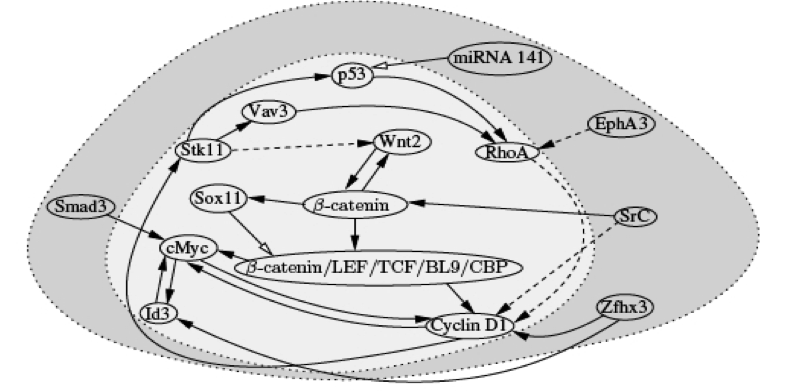 miRNA 141
p53
Vav3
EphA3
Stk11
Wnt2
RhoA
Sox11
β-catenin
Smad3
SrC
cMyc
β-catenin/LEF/TCF/BL9/CBP
Id3
Cyclin D1
Zfhx3